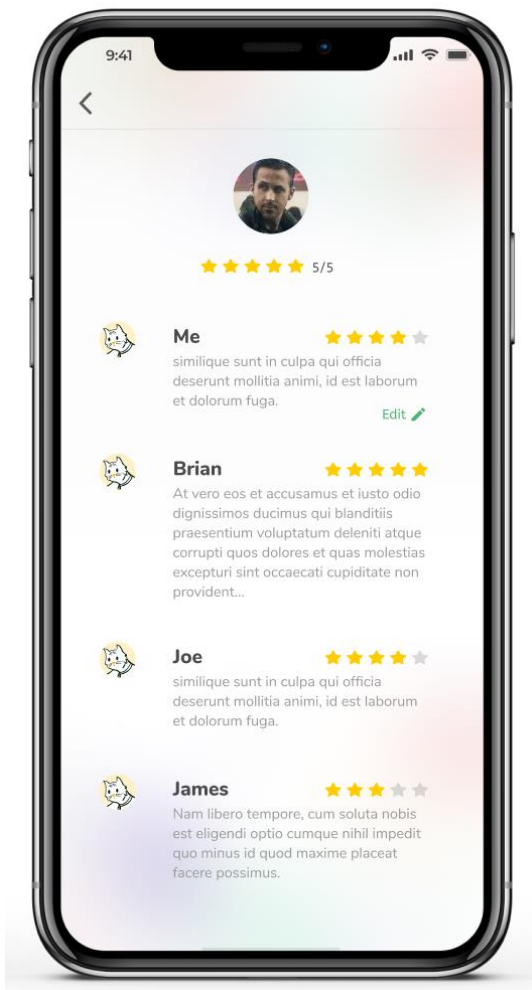 9:41
5/5
Me
similique sunt in culpa qui officia
deserunt mollitia animi, id est laborum
et dolorum fuga.
Edit
Brian
At vero eos et accusamus et iusto odio
dignissimos ducimus qui blanditiis
praesentium voluptatum deleniti atque
corrupti quos dolores et quas molestias
excepturi sint occaecati cupiditate non
provident...
Joe
similique sunt in culpa qui officia
deserunt mollitia animi, id est laborum
et dolorum fuga.
James
Nam libero tempore, cum soluta nobis
est eligendi optio cumque nihil impedit
quo minus id quod maxime placeat
facere possimus.